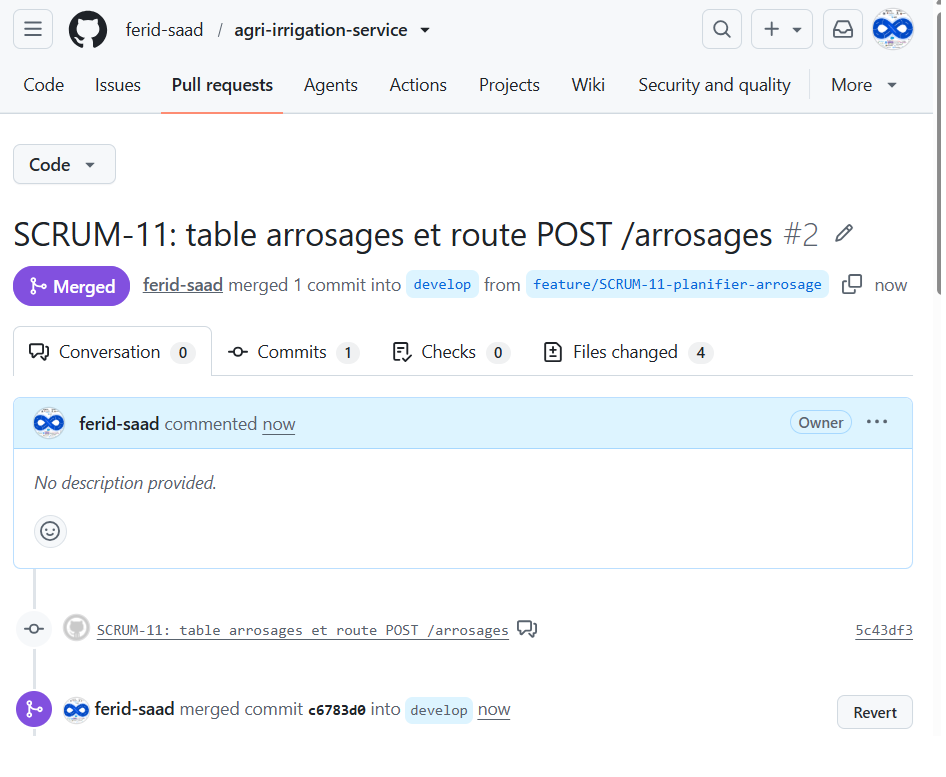 ferid-saad / agri-irrigation-service
Code Issues Pull requests Agents Actions Projects Wiki Security and quality More
Code
SCRUM-11: table arrosages et route POST /arrosages #2
Merged ferid-saad merged 1 commit into develop from feature/SCRUM-11-planifier-arrosage now
Conversation 0 Commits 1 Checks 0 Files changed 4
ferid-saad commented now Owner
No description provided.
SCRUM-11: table arrosages et route POST /arrosages 5c43df3
ferid-saad merged commit c6783d0 into develop now Revert